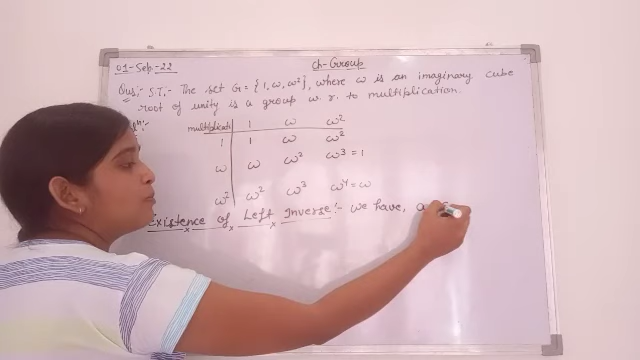 01-Sep-22
Ch-Group
Ques:- S.T.- The set G = {1, ω, ω²}, where ω is an imaginary cube
root of unity is a group w.r. to multiplication.
multiplicati 1 ω ω²
1 1 ω ω²
ω ω ω² ω³ = 1
ω² ω² ω³ ω⁴ = ω
Existence of Left Inverse:- we have,